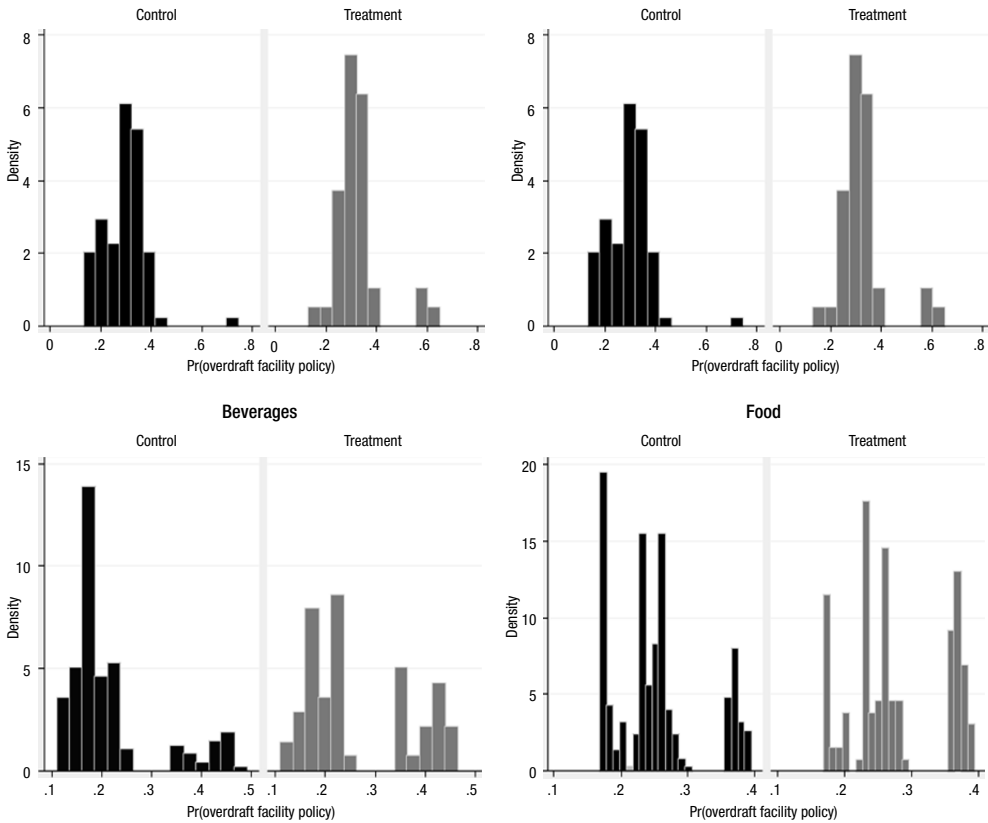 Control Treatment Control Treatment
8 8
6 6
4 4
2 2
0 0
0 .2 .4 .6 .8 0 .2 .4 .6 .8 0 .2 .4 .6 .8 0 .2 .4 .6 .8
Density Density
Pr(overdraft facility policy) Pr(overdraft facility policy)
Beverages Food
Control Treatment Control Treatment
15 20
10 15
5 10
0 5
0
.1 .2 .3 .4 .5 .1 .2 .3 .4 .5 .1 .2 .3 .4 .1 .2 .3 .4
Density Density
Pr(overdraft facility policy) Pr(overdraft facility policy)